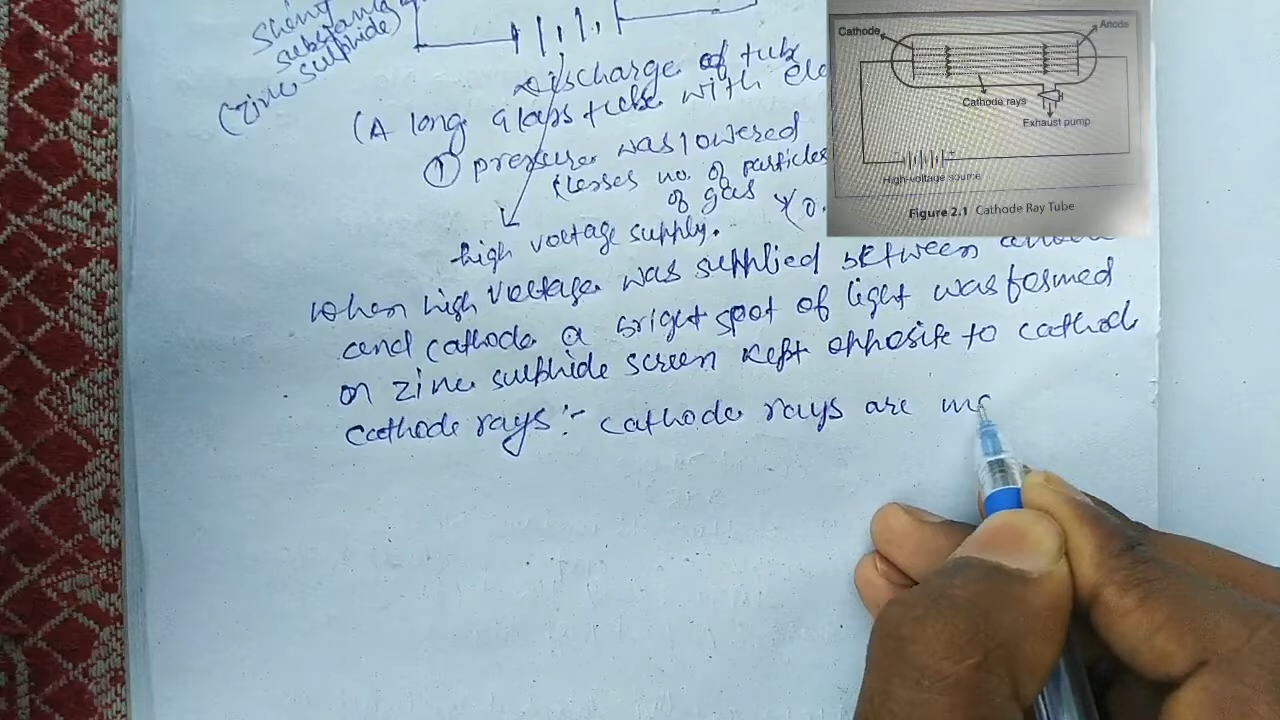 Shini
substance
(Zinc sulphide)
Discharge of tube
(A long glass tube with ele
① pressure was lowered
(lesses no. of particles
of gas
high voltage supply.
when high voltage was supplied between
and cathode a bright spot of light was formed
on zinc sulphide screen kept opposite to cathode
cathode rays :- cathode rays are
Cathode
Anode
Cathode rays
Exhaust pump
High-voltage source
Figure 2.1 Cathode Ray Tube